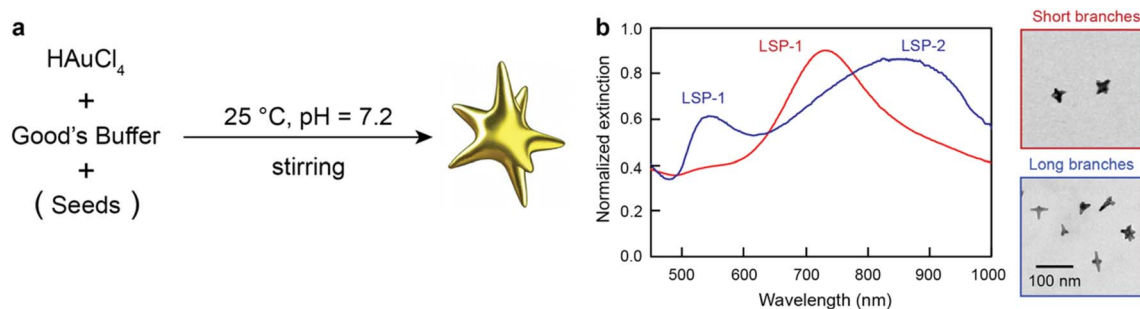 a
HAuCl4
+
Good's Buffer
+
( Seeds )
25 °C, pH = 7.2
stirring
b
LSP-1
LSP-1
LSP-2
Normalized extinction
1.0
0.8
0.6
0.4
0.2
0.0
500 600 700 800 900 1000
Wavelength (nm)
Short branches
Long branches
100 nm